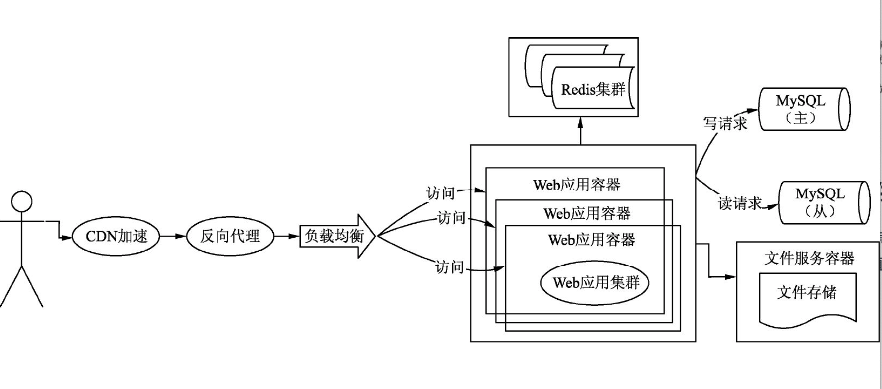 Redis集群
MySQL
（主）
写请求
MySQL
（从）
读请求
访问
访问
访问
Web应用容器
Web应用容器
Web应用容器
Web应用集群
CDN加速
反向代理
负载均衡
文件服务容器
文件存储